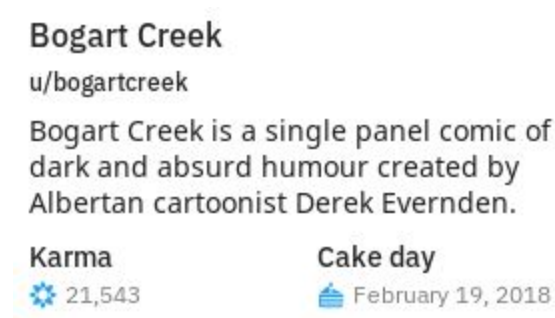 Bogart Creek
u/bogartcreek
Bogart Creek is a single panel comic of
dark and absurd humour created by
Albertan cartoonist Derek Evernden.
Karma Cake day
21,543 February 19, 2018